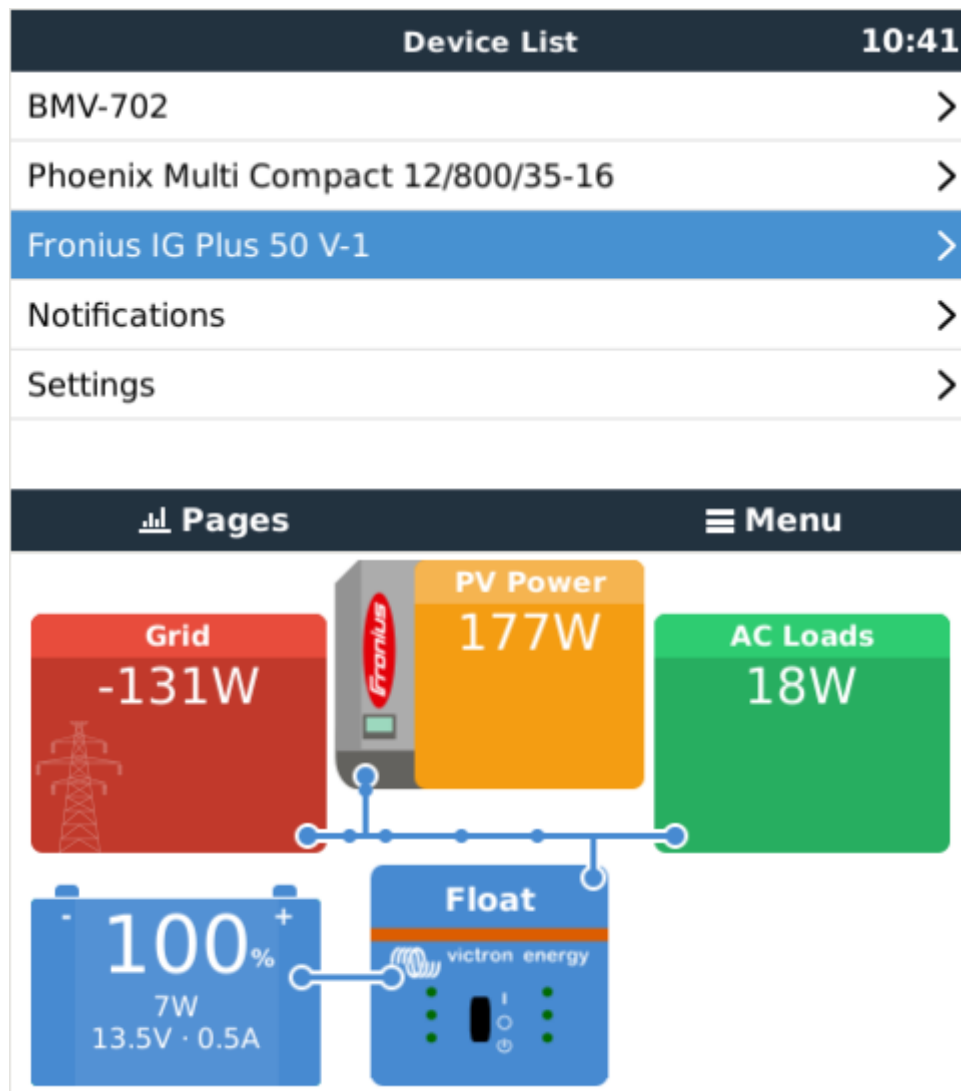 Device List 10:41
BMV-702
Phoenix Multi Compact 12/800/35-16
Fronius IG Plus 50 V-1
Notifications
Settings
Pages Menu
PV Power
177W
Grid
-131W
AC Loads
18W
Fronius
- +
100%
7W
13.5V · 0.5A
Float
victron energy